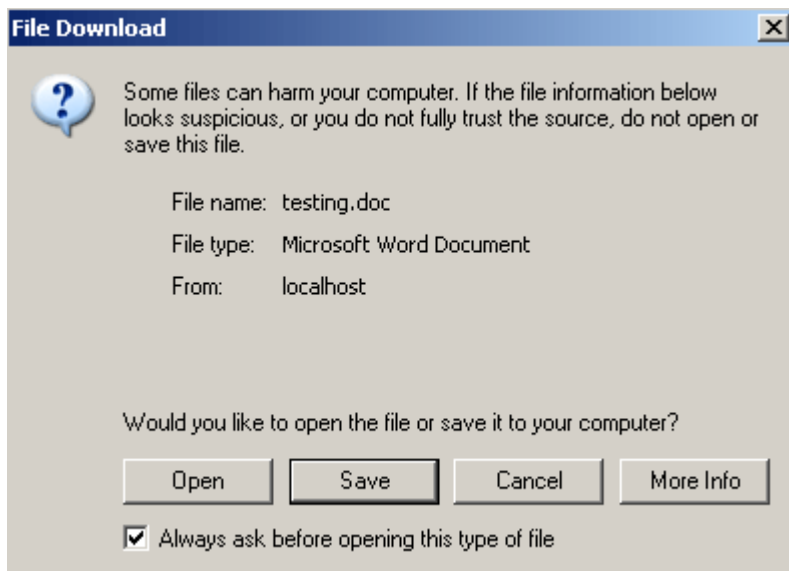 File Download
Some files can harm your computer. If the file information below
looks suspicious, or you do not fully trust the source, do not open or
save this file.
File name: testing.doc
File type: Microsoft Word Document
From: localhost
Would you like to open the file or save it to your computer?
Open Save Cancel More Info
Always ask before opening this type of file